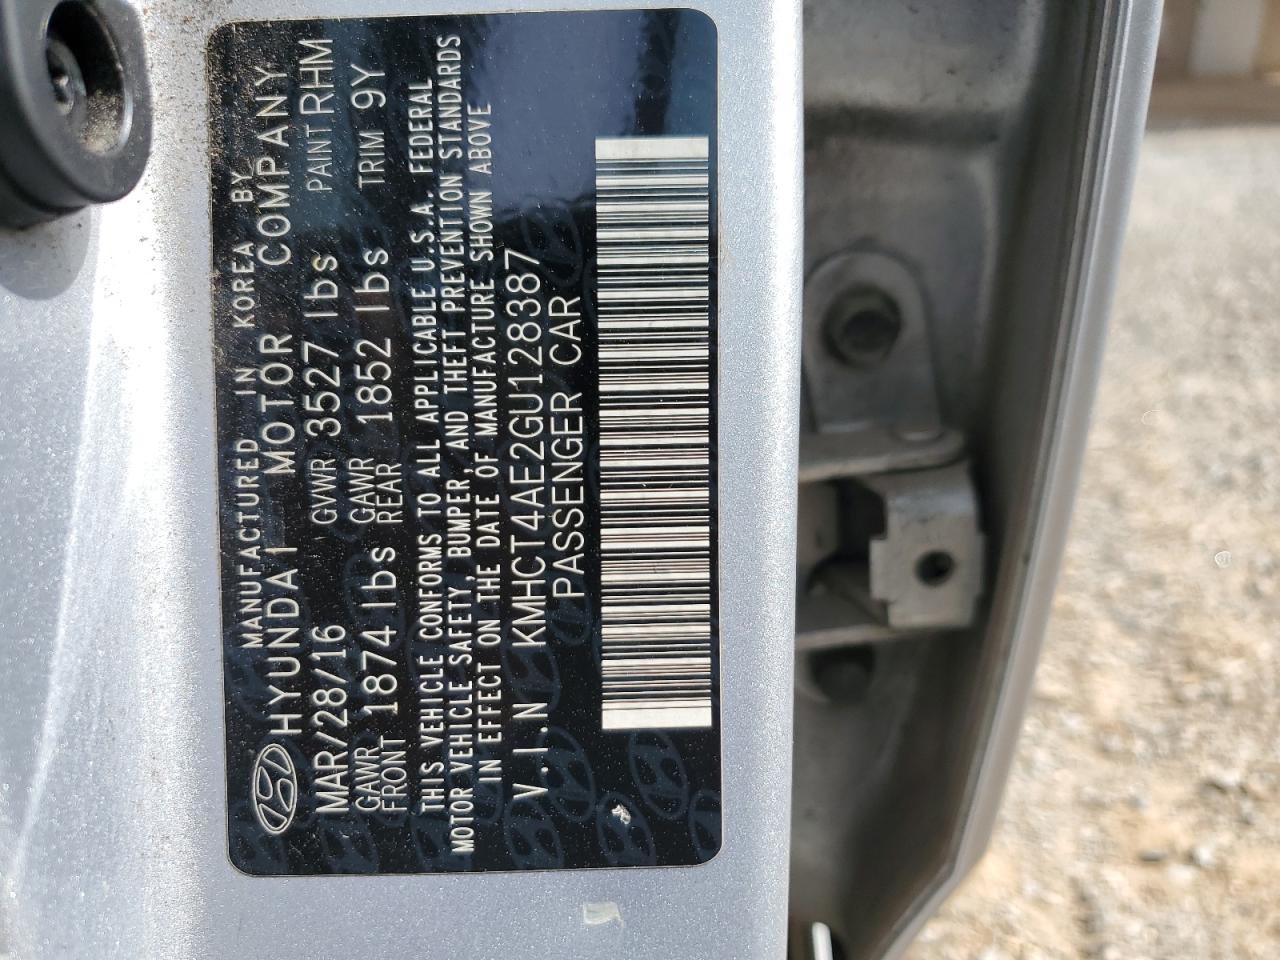 MANUFACTURED IN KOREA BY
HYUNDAI MOTOR COMPANY
MAR/28/16 GVWR 3527 lbs PAINT RHM
GAWR FRONT 1874 lbs GAWR REAR 1852 lbs TRIM 9Y
THIS VEHICLE CONFORMS TO ALL APPLICABLE U.S.A. FEDERAL
MOTOR VEHICLE SAFETY, BUMPER, AND THEFT PREVENTION STANDARDS
IN EFFECT ON THE DATE OF MANUFACTURE SHOWN ABOVE
V.I.N KMHCT4AE2GU128387
PASSENGER CAR